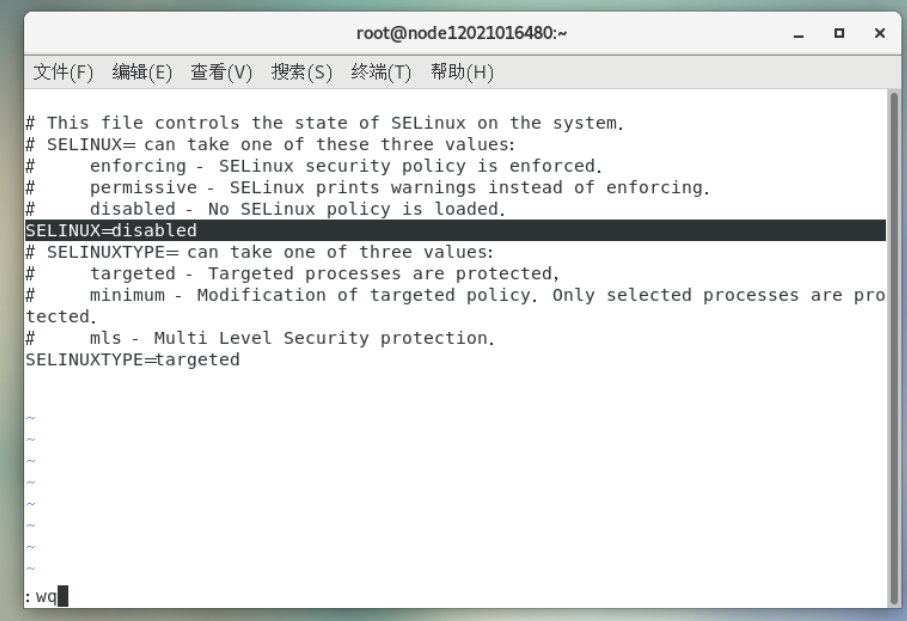 root@node12021016480:~
文件(F) 编辑(E) 查看(V) 搜索(S) 终端(T) 帮助(H)
# This file controls the state of SELinux on the system.
# SELINUX= can take one of these three values:
#     enforcing - SELinux security policy is enforced.
#     permissive - SELinux prints warnings instead of enforcing.
#     disabled - No SELinux policy is loaded.
SELINUX=disabled
# SELINUXTYPE= can take one of three values:
#     targeted - Targeted processes are protected,
#     minimum - Modification of targeted policy. Only selected processes are pro
tected.
#     mls - Multi Level Security protection.
SELINUXTYPE=targeted
~
~
~
~
~
~
~
~
:wq